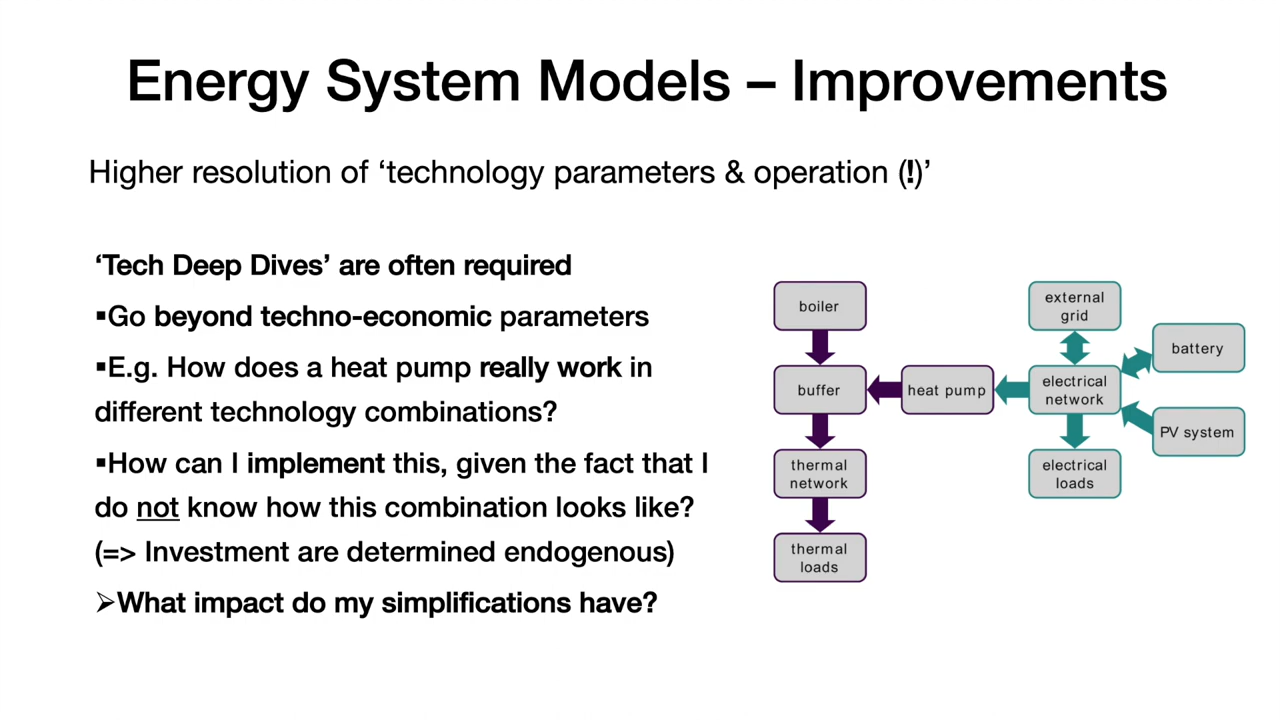 Energy System Models – Improvements
Higher resolution of ‘technology parameters & operation (!)’
‘Tech Deep Dives’ are often required
▪Go beyond techno-economic parameters
▪E.g. How does a heat pump really work in
different technology combinations?
▪How can I implement this, given the fact that I
do not know how this combination looks like?
(=> Investment are determined endogenous)
➢What impact do my simplifications have?
boiler
buffer
thermal
network
thermal
loads
heat pump
external
grid
electrical
network
electrical
loads
battery
PV system